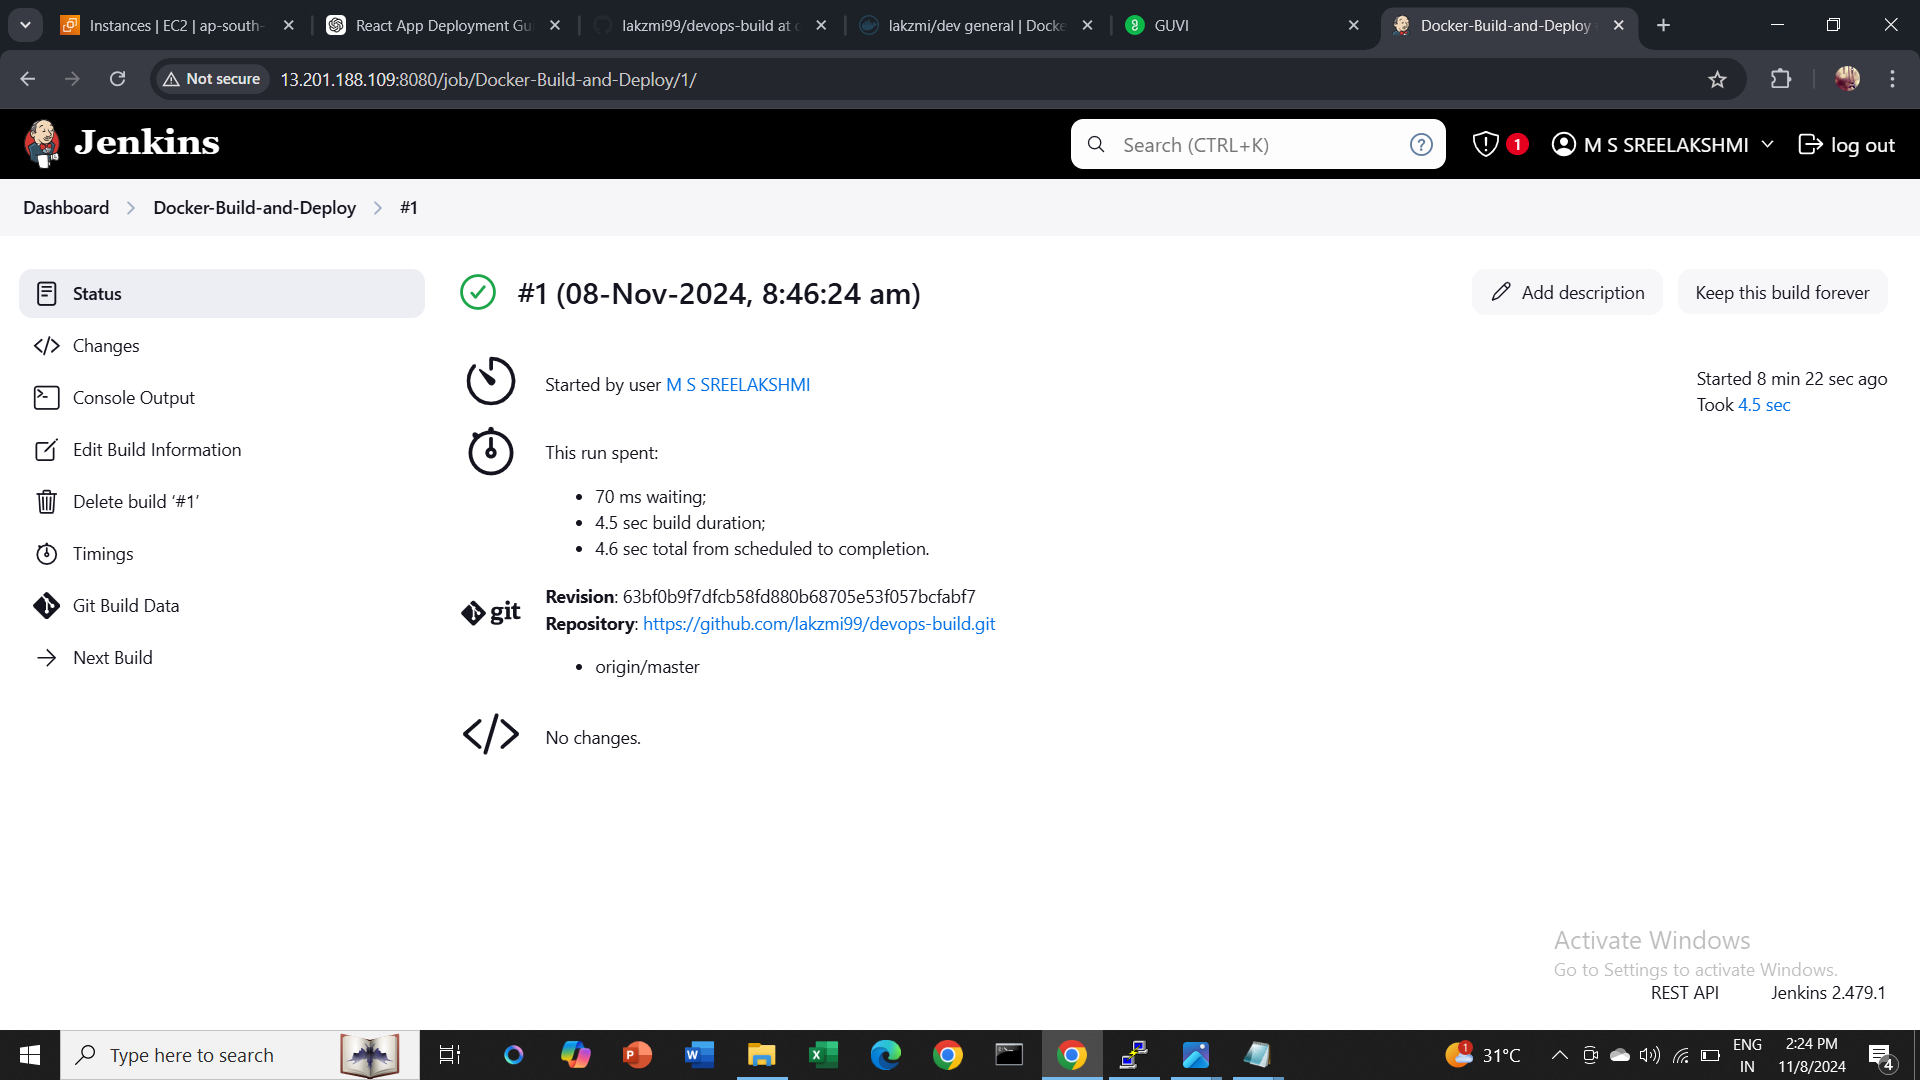 Instances | EC2 | ap-south-
React App Deployment Gui
lakzmi99/devops-build at d
lakzmi/dev general | Docke
GUVI
Docker-Build-and-Deploy
Not secure
13.201.188.109:8080/job/Docker-Build-and-Deploy/1/
Jenkins
Search (CTRL+K)
?
1
M S SREELAKSHMI
log out
Dashboard
Docker-Build-and-Deploy
#1
Status
#1 (08-Nov-2024, 8:46:24 am)
Add description
Keep this build forever
Changes
Console Output
Edit Build Information
Delete build ‘#1’
Timings
Git Build Data
Next Build
Started by user M S SREELAKSHMI
Started 8 min 22 sec ago
Took 4.5 sec
This run spent:
70 ms waiting;
4.5 sec build duration;
4.6 sec total from scheduled to completion.
git
Revision: 63bf0b9f7dfcb58fd880b68705e53f057bcfabf7
Repository: https://github.com/lakzmi99/devops-build.git
origin/master
No changes.
Activate Windows
Go to Settings to activate Windows.
REST API
Jenkins 2.479.1
Type here to search
1
31°C
ENG
IN
2:24 PM
11/8/2024
4